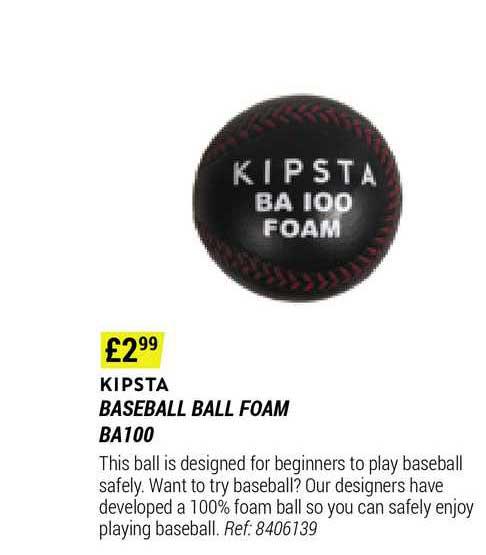 KIPSTA
BA 100
FOAM
£2⁹⁹
KIPSTA
BASEBALL BALL FOAM
BA100
This ball is designed for beginners to play baseball
safely. Want to try baseball? Our designers have
developed a 100% foam ball so you can safely enjoy
playing baseball. Ref: 8406139